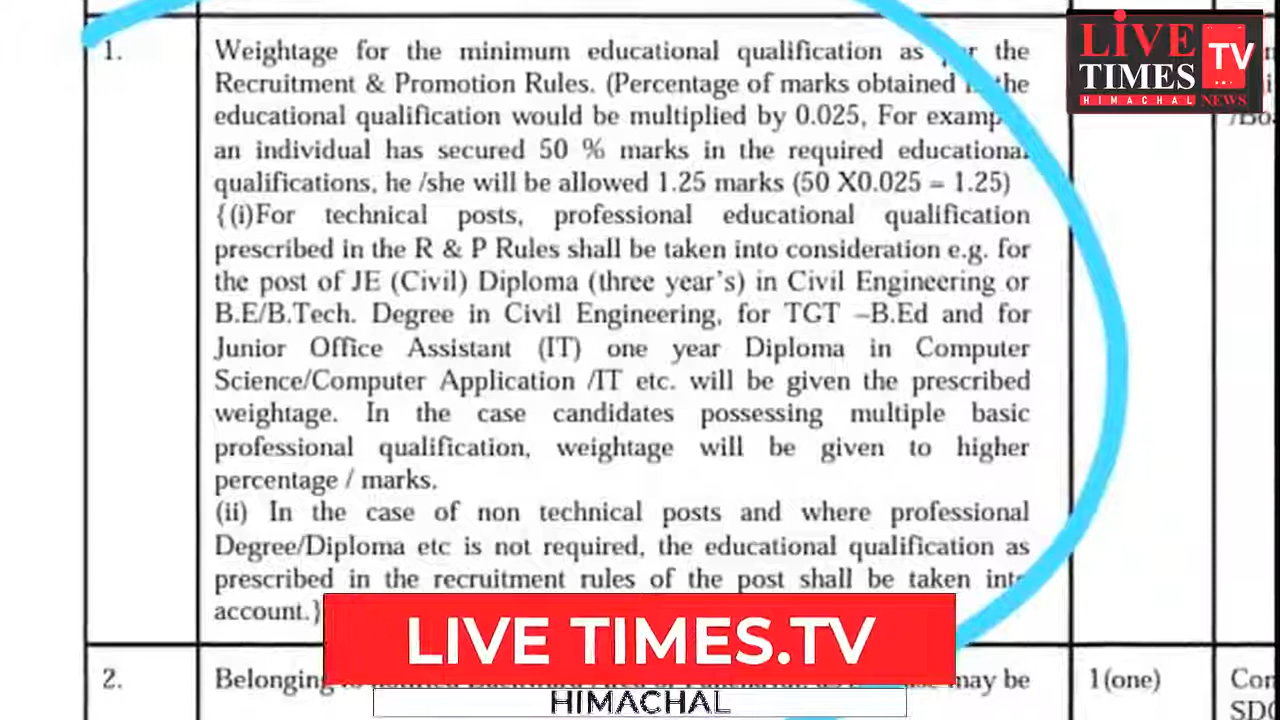 1.
Weightage for the minimum educational qualification as per the
Recruitment & Promotion Rules. (Percentage of marks obtained the
educational qualification would be multiplied by 0.025, For
an individual has secured 50 % marks in the required educational
qualifications, he /she will be allowed 1.25 marks (50 X0.025 = 1.25)
{(i)For technical posts, professional educational qualification
prescribed in the R & P Rules shall be taken into consideration e.g. for
the post of JE (Civil) Diploma (three year’s) in Civil Engineering or
B.E/B.Tech. Degree in Civil Engineering, for TGT –B.Ed and for
Junior Office Assistant (IT) one year Diploma in Computer
Science/Computer Application /IT etc. will be given the prescribed
weightage. In the case candidates possessing multiple basic
professional qualification, weightage will be given to higher
percentage / marks.
(ii) In the case of non technical posts and where professional
Degree/Diploma etc is not required, the educational qualification as
prescribed in the recruitment rules of the post shall be taken into
account.}
2.
Belonging may be
1(one)
LIVE
TIMES
TV
HIMACHAL NEWS
LIVE TIMES.TV
HIMACHAL